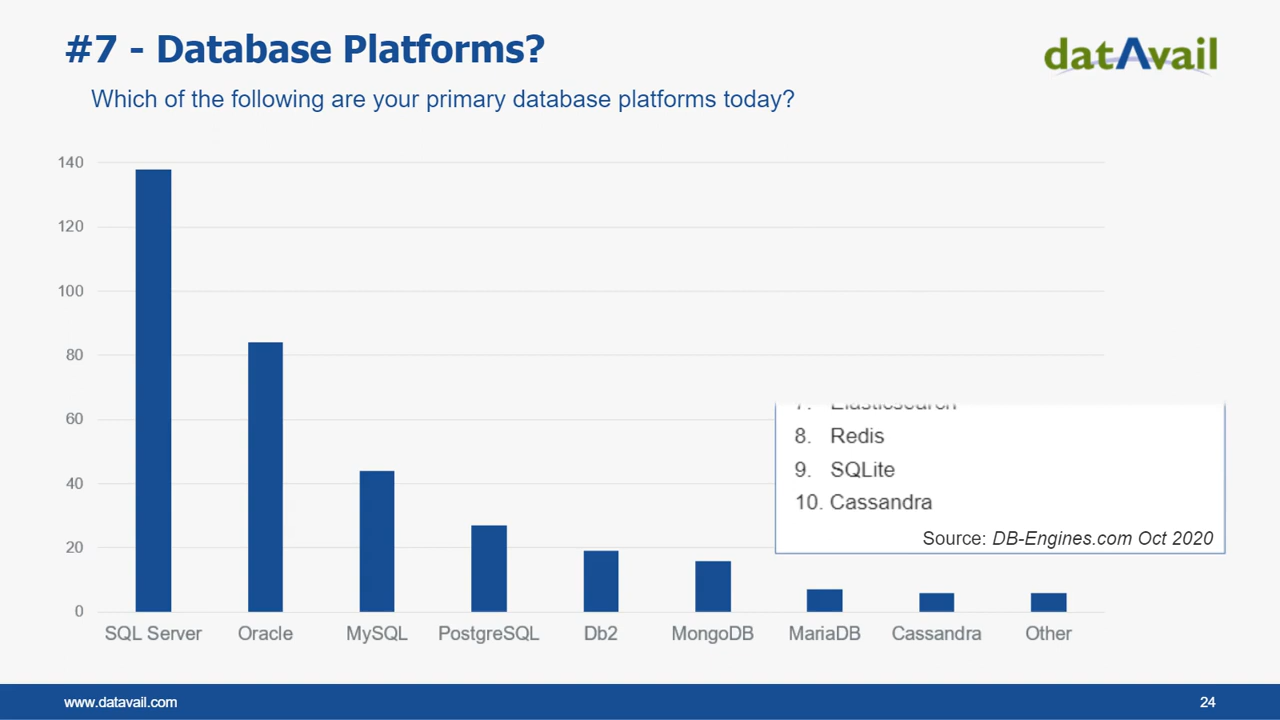 #7 - Database Platforms?
datAvail
Which of the following are your primary database platforms today?
140
120
100
80
60
40
20
0
7. Elasticsearch
8. Redis
9. SQLite
10. Cassandra
Source: DB-Engines.com Oct 2020
SQL Server Oracle MySQL PostgreSQL Db2 MongoDB MariaDB Cassandra Other
www.datavail.com 24